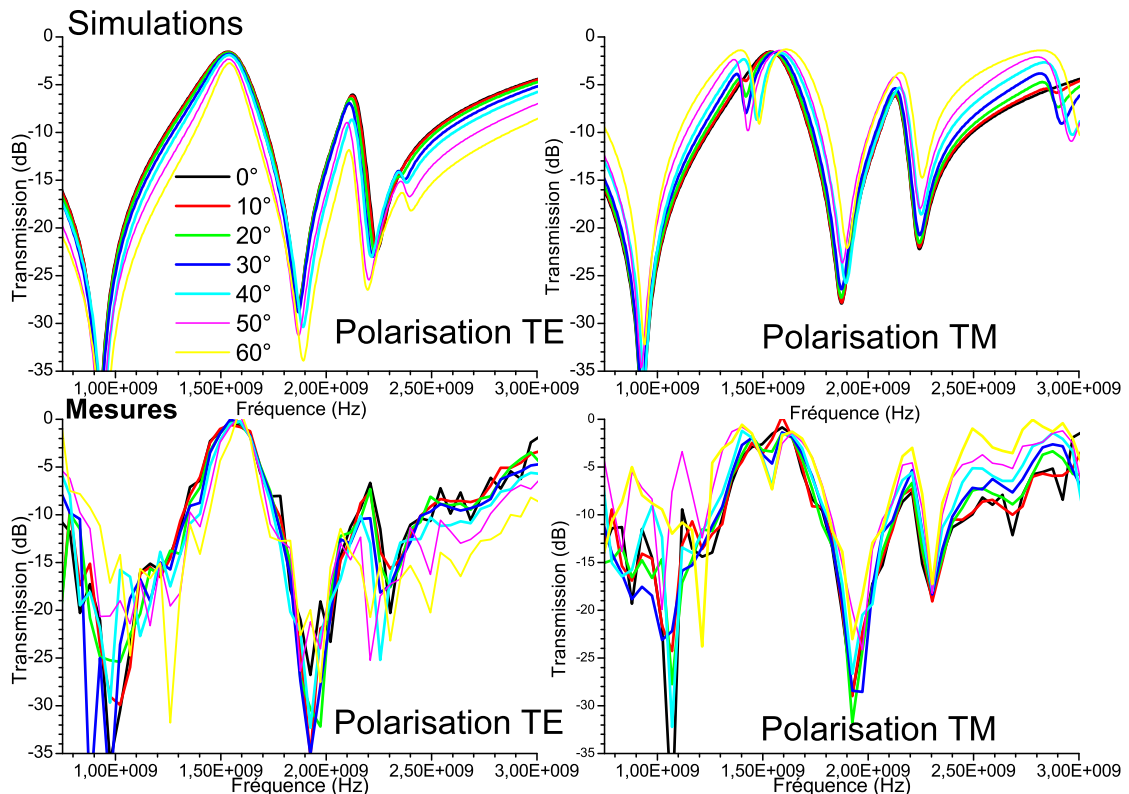 Simulations
0
-5
-10
-15
-20
-25
-30
-35
Transmission (dB)
0°
10°
20°
30°
40°
50°
60°
Polarisation TE
1,00E+009 1,50E+009 2,00E+009 2,50E+009 3,00E+009
Fréquence (Hz)
0
-5
-10
-15
-20
-25
-30
-35
Transmission (dB)
Polarisation TM
1,00E+009 1,50E+009 2,00E+009 2,50E+009 3,00E+009
Fréquence (Hz)
Mesures
0
-5
-10
-15
-20
-25
-30
-35
Transmission (dB)
Polarisation TE
1,00E+009 1,50E+009 2,00E+009 2,50E+009 3,00E+009
Fréquence (Hz)
0
-5
-10
-15
-20
-25
-30
-35
Transmission (dB)
Polarisation TM
1,00E+009 1,50E+009 2,00E+009 2,50E+009 3,00E+009
Fréquence (Hz)